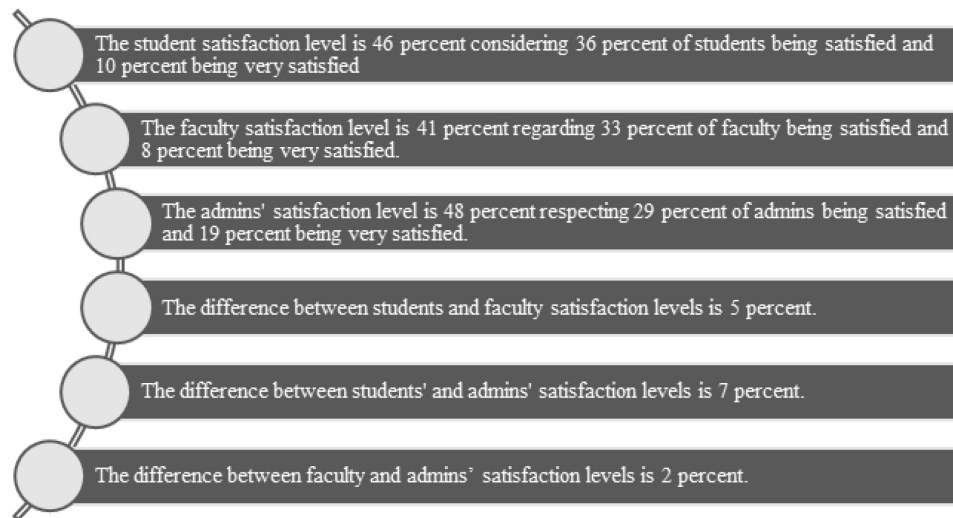 The student satisfaction level is 46 percent considering 36 percent of students being satisfied and
10 percent being very satisfied
The faculty satisfaction level is 41 percent regarding 33 percent of faculty being satisfied and
8 percent being very satisfied.
The admins' satisfaction level is 48 percent respecting 29 percent of admins being satisfied
and 19 percent being very satisfied.
The difference between students and faculty satisfaction levels is 5 percent.
The difference between students' and admins' satisfaction levels is 7 percent.
The difference between faculty and admins’ satisfaction levels is 2 percent.